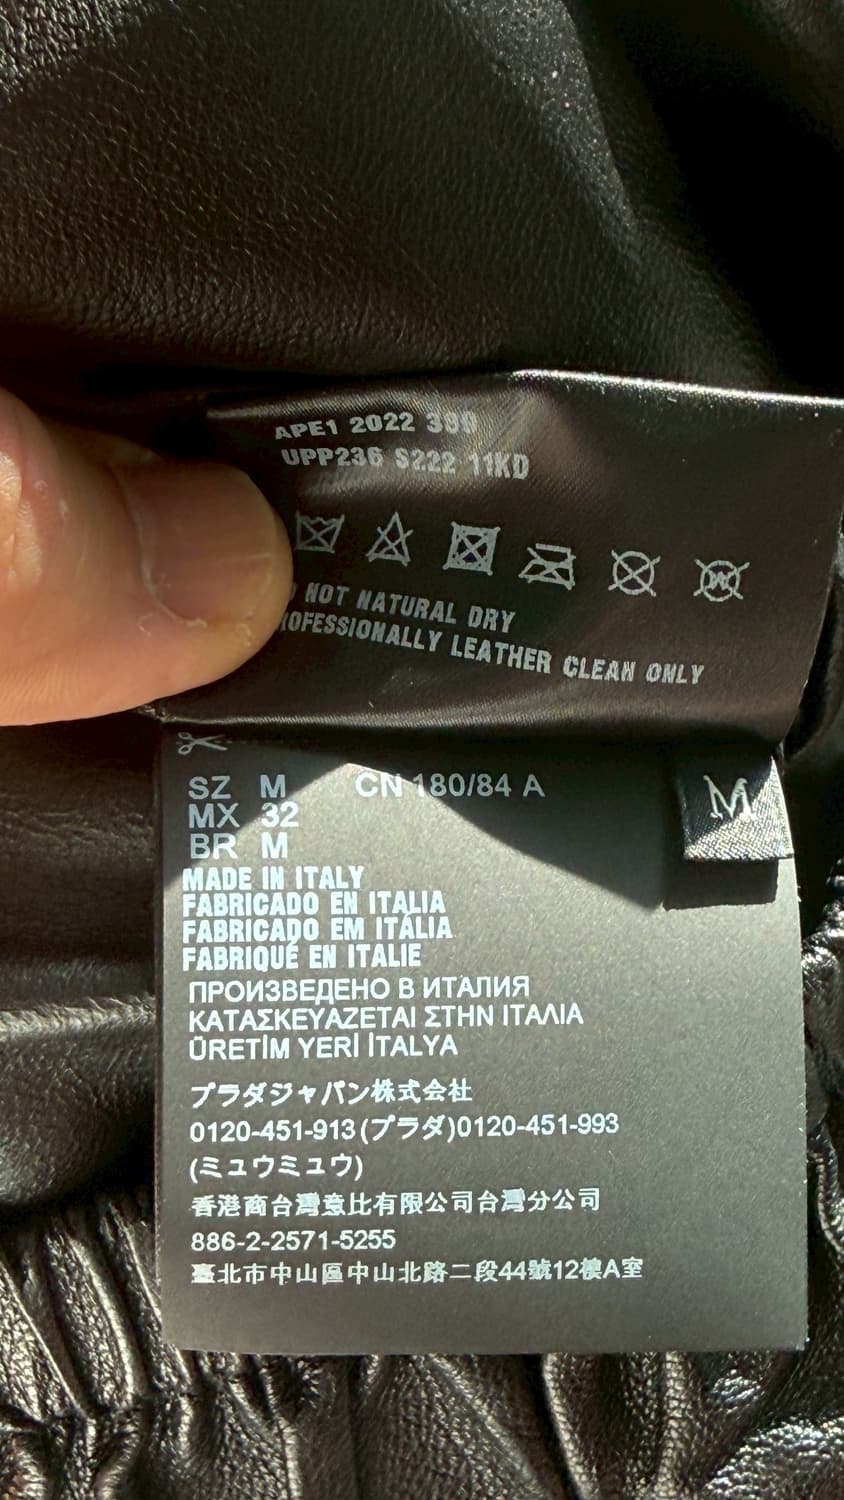 APE1 2022 390
UPP236 S222 11KD
NOT NATURAL DRY
LEATHER CLEAN ONLY
SZ M CN 180/84 A
M
MX 32
BR M
MADE IN ITALY
FABRICADO EN ITALIA
FABRICADO EM ITÁLIA
FABRIQUÉ EN ITALIE
ПРОИЗВЕДЕНО В ИТАЛИЯ
ΚΑΤΑΣΚΕΥΑΖΕΤΑΙ ΣΤΗΝ ΙΤΑΛΙΑ
ÜRETİM YERİ İTALYA
プラダジャパン株式会社
0120-451-913(プラダ)0120-451-993
(ミュウミュウ)
香港商台灣意比有限公司台灣分公司
886-2-2571-5255
臺北市中山區中山北路二段44號12樓A室